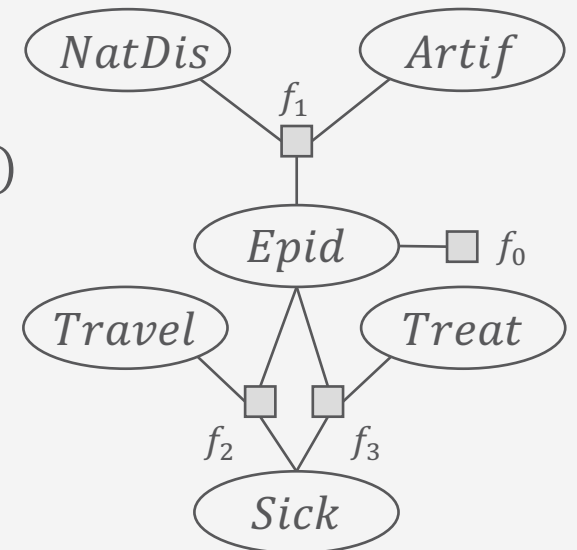 NatDis Artif
f₁
)
Epid f₀
Travel Treat
f₂ f₃
Sick